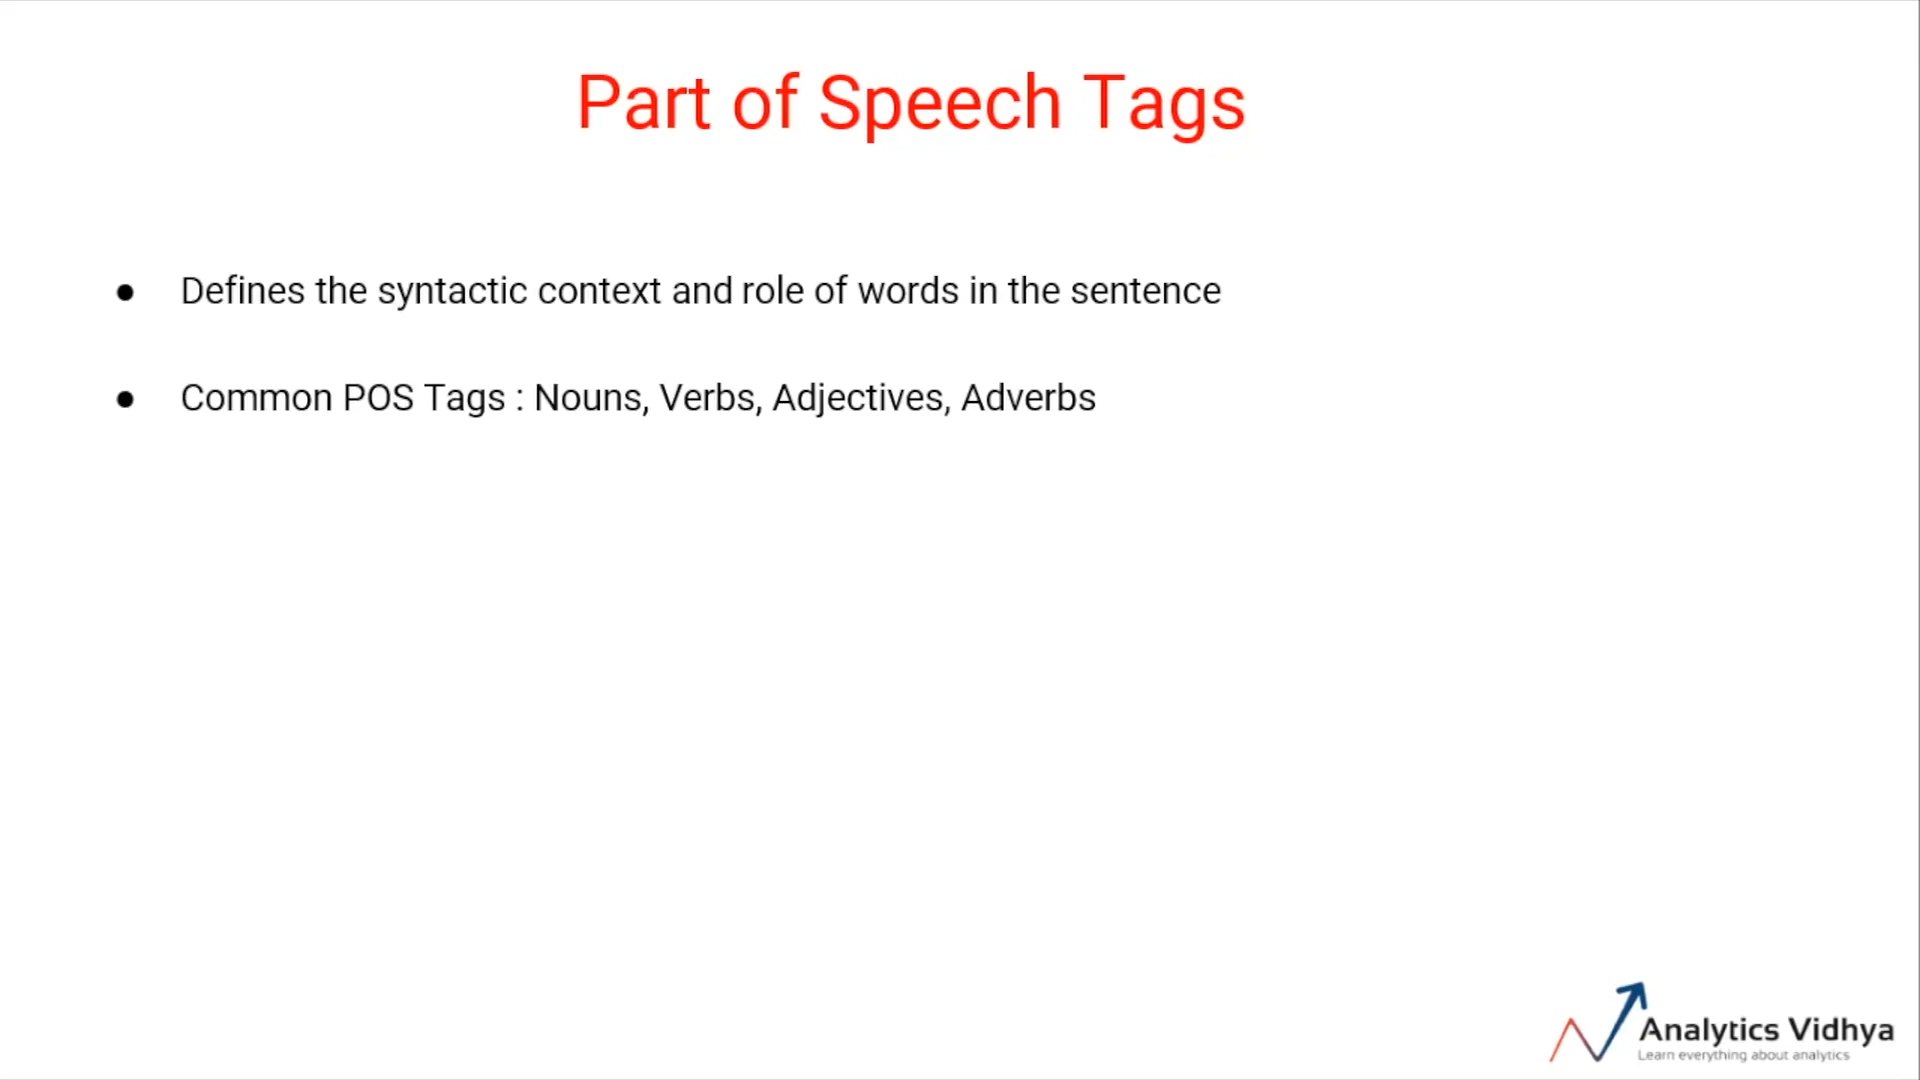 Part of Speech Tags
● Defines the syntactic context and role of words in the sentence
● Common POS Tags : Nouns, Verbs, Adjectives, Adverbs
Analytics Vidhya
Learn everything about analytics